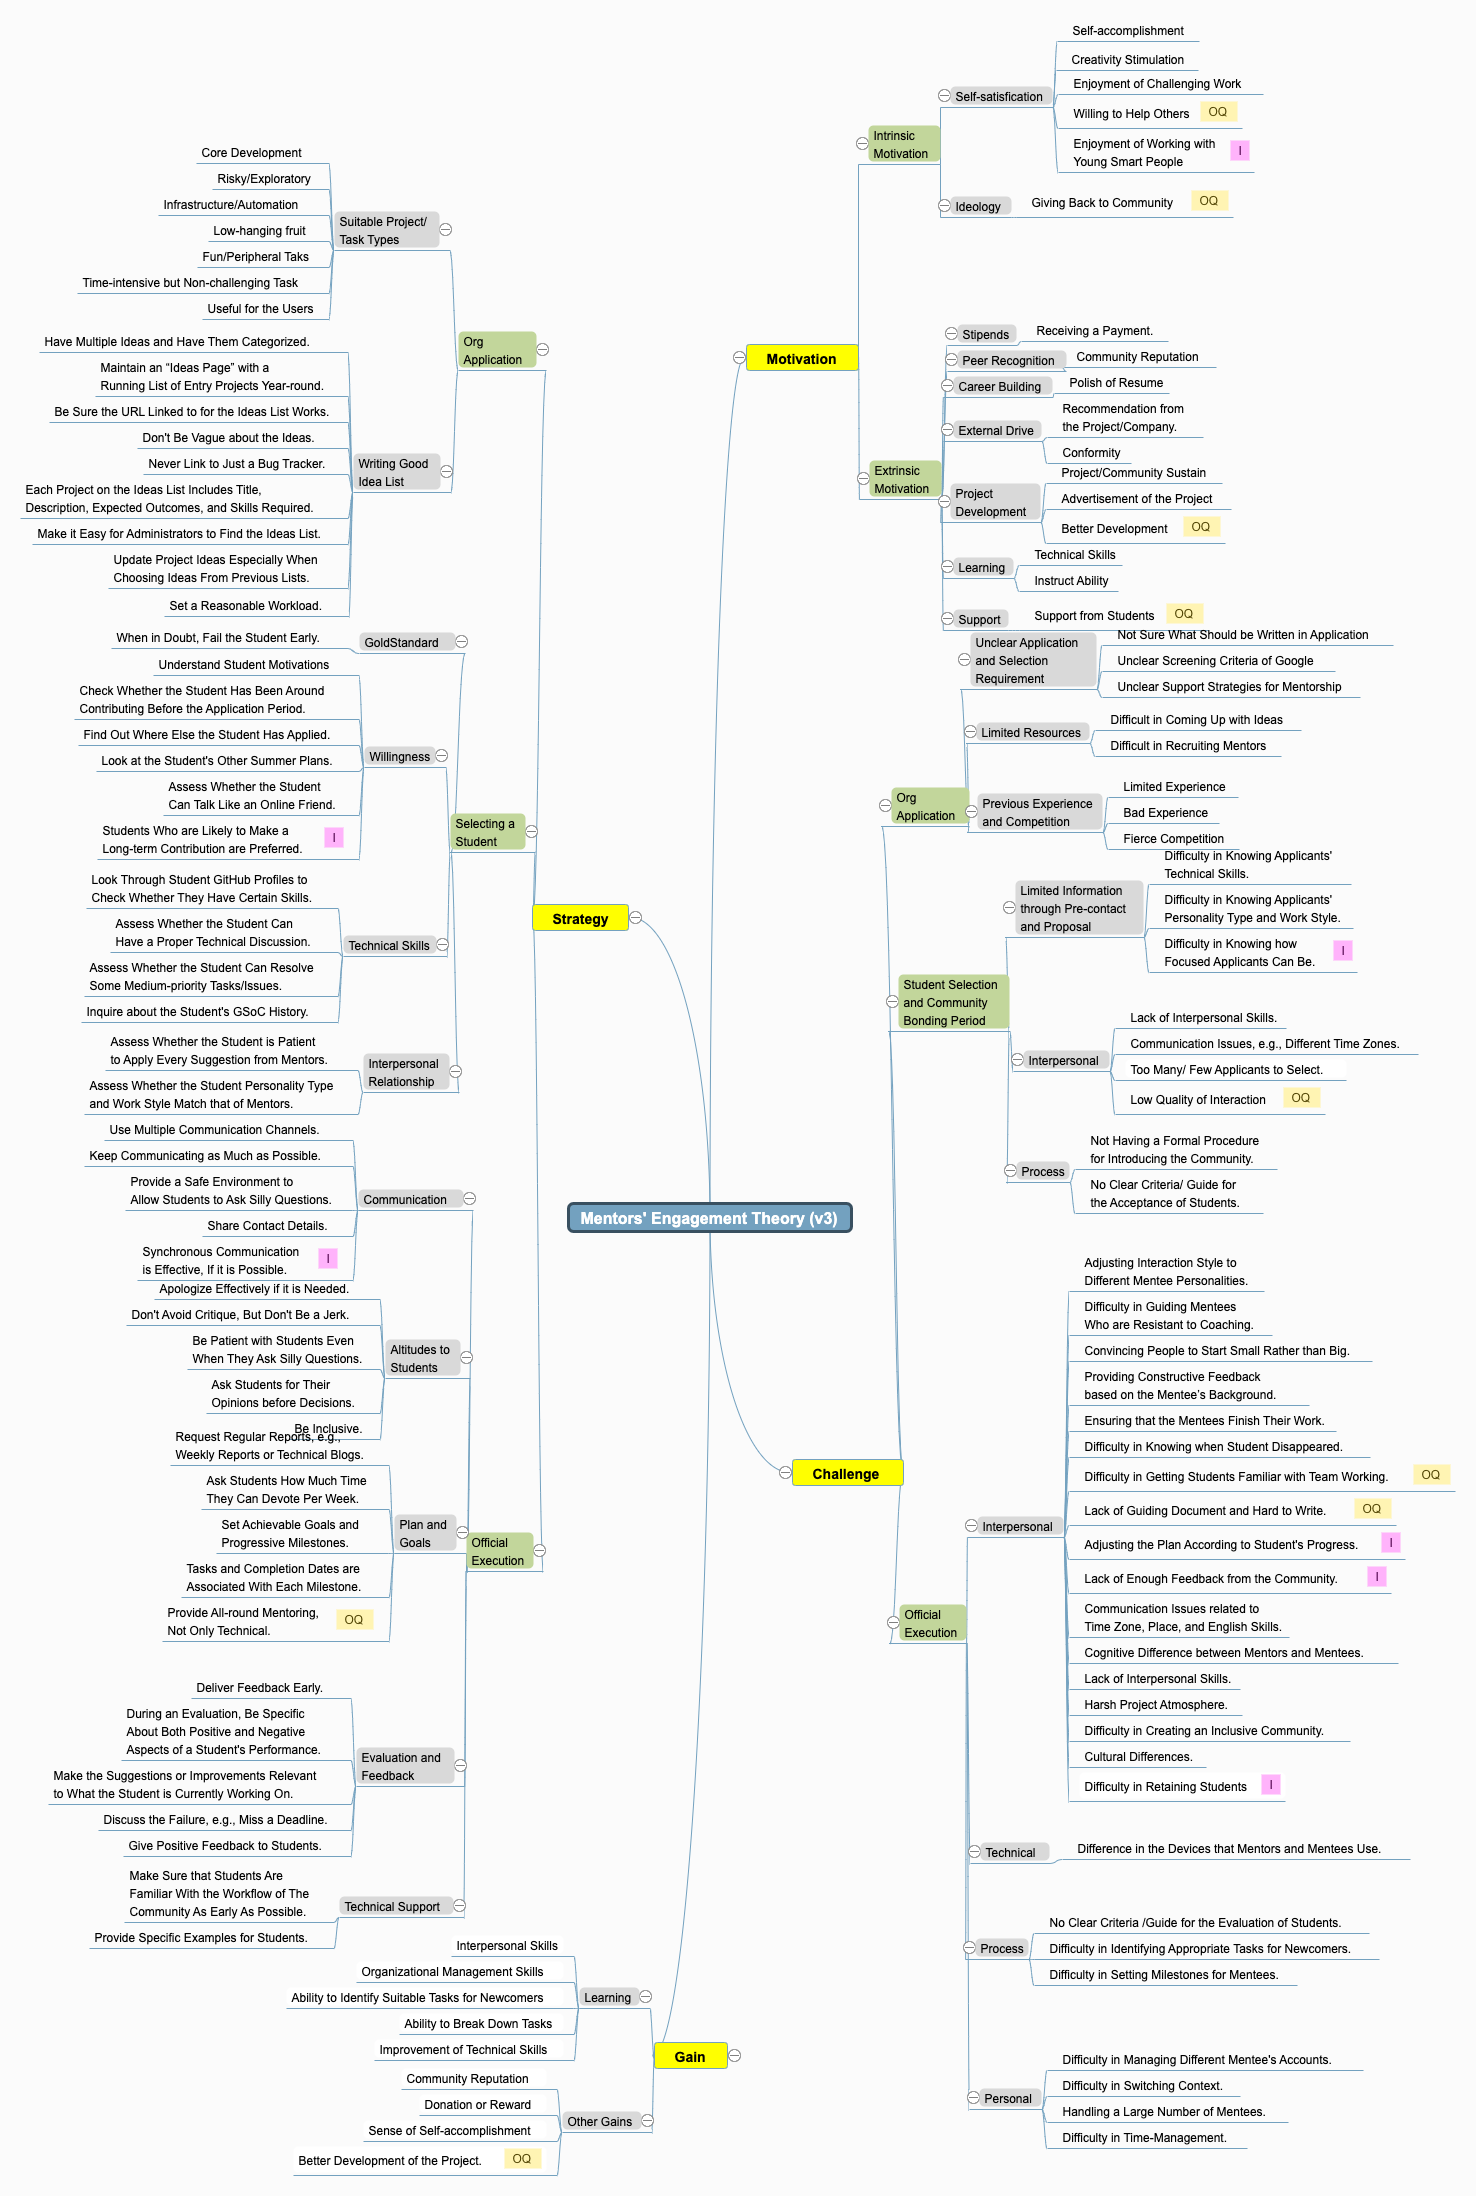 Mentors' Engagement Theory (v3)
Motivation
Intrinsic
Motivation
Self-satisfication
Self-accomplishment
Creativity Stimulation
Enjoyment of Challenging Work
Willing to Help Others
OQ
Enjoyment of Working with
Young Smart People
I
Ideology
Giving Back to Community
OQ
Extrinsic
Motivation
Stipends
Receiving a Payment.
Peer Recognition
Community Reputation
Career Building
Polish of Resume
External Drive
Recommendation from
the Project/Company.
Conformity
Project
Development
Project/Community Sustain
Advertisement of the Project
Better Development
OQ
Learning
Technical Skills
Instruct Ability
Support
Support from Students
OQ
Challenge
Org
Application
Unclear Application
and Selection
Requirement
Not Sure What Should be Written in Application
Unclear Screening Criteria of Google
Unclear Support Strategies for Mentorship
Limited Resources
Difficult in Coming Up with Ideas
Difficult in Recruiting Mentors
Previous Experience
and Competition
Limited Experience
Bad Experience
Fierce Competition
Student Selection
and Community
Bonding Period
Limited Information
through Pre-contact
and Proposal
Difficulty in Knowing Applicants'
Technical Skills.
Difficulty in Knowing Applicants'
Personality Type and Work Style.
Difficulty in Knowing how
Focused Applicants Can Be.
I
Interpersonal
Lack of Interpersonal Skills.
Communication Issues, e.g., Different Time Zones.
Too Many/ Few Applicants to Select.
Low Quality of Interaction
OQ
Process
Not Having a Formal Procedure
for Introducing the Community.
No Clear Criteria/ Guide for
the Acceptance of Students.
Official
Execution
Interpersonal
Adjusting Interaction Style to
Different Mentee Personalities.
Difficulty in Guiding Mentees
Who are Resistant to Coaching.
Convincing People to Start Small Rather than Big.
Providing Constructive Feedback
based on the Mentee's Background.
Ensuring that the Mentees Finish Their Work.
Difficulty in Knowing when Student Disappeared.
Difficulty in Getting Students Familiar with Team Working.
OQ
Lack of Guiding Document and Hard to Write.
OQ
Adjusting the Plan According to Student's Progress.
I
Lack of Enough Feedback from the Community.
I
Communication Issues related to
Time Zone, Place, and English Skills.
Cognitive Difference between Mentors and Mentees.
Lack of Interpersonal Skills.
Harsh Project Atmosphere.
Difficulty in Creating an Inclusive Community.
Cultural Differences.
Difficulty in Retaining Students
I
Technical
Difference in the Devices that Mentors and Mentees Use.
Process
No Clear Criteria /Guide for the Evaluation of Students.
Difficulty in Identifying Appropriate Tasks for Newcomers.
Difficulty in Setting Milestones for Mentees.
Personal
Difficulty in Managing Different Mentee's Accounts.
Difficulty in Switching Context.
Handling a Large Number of Mentees.
Difficulty in Time-Management.
Strategy
Org
Application
Suitable Project/
Task Types
Core Development
Risky/Exploratory
Infrastructure/Automation
Low-hanging fruit
Fun/Peripheral Taks
Time-intensive but Non-challenging Task
Useful for the Users
Writing Good
Idea List
Have Multiple Ideas and Have Them Categorized.
Maintain an “Ideas Page” with a
Running List of Entry Projects Year-round.
Be Sure the URL Linked to for the Ideas List Works.
Don't Be Vague about the Ideas.
Never Link to Just a Bug Tracker.
Each Project on the Ideas List Includes Title,
Description, Expected Outcomes, and Skills Required.
Make it Easy for Administrators to Find the Ideas List.
Update Project Ideas Especially When
Choosing Ideas From Previous Lists.
Set a Reasonable Workload.
Selecting a
Student
GoldStandard
When in Doubt, Fail the Student Early.
Willingness
Understand Student Motivations
Check Whether the Student Has Been Around
Contributing Before the Application Period.
Find Out Where Else the Student Has Applied.
Look at the Student's Other Summer Plans.
Assess Whether the Student
Can Talk Like an Online Friend.
Students Who are Likely to Make a
Long-term Contribution are Preferred.
I
Technical Skills
Look Through Student GitHub Profiles to
Check Whether They Have Certain Skills.
Assess Whether the Student Can
Have a Proper Technical Discussion.
Assess Whether the Student Can Resolve
Some Medium-priority Tasks/Issues.
Inquire about the Student's GSoC History.
Interpersonal
Relationship
Assess Whether the Student is Patient
to Apply Every Suggestion from Mentors.
Assess Whether the Student Personality Type
and Work Style Match that of Mentors.
Official
Execution
Communication
Use Multiple Communication Channels.
Keep Communicating as Much as Possible.
Provide a Safe Environment to
Allow Students to Ask Silly Questions.
Share Contact Details.
Synchronous Communication
is Effective, If it is Possible.
I
Altitudes to
Students
Apologize Effectively if it is Needed.
Don't Avoid Critique, But Don't Be a Jerk.
Be Patient with Students Even
When They Ask Silly Questions.
Ask Students for Their
Opinions before Decisions.
Be Inclusive.
Plan and
Goals
Request Regular Reports, e.g.,
Weekly Reports or Technical Blogs.
Ask Students How Much Time
They Can Devote Per Week.
Set Achievable Goals and
Progressive Milestones.
Tasks and Completion Dates are
Associated With Each Milestone.
Provide All-round Mentoring,
Not Only Technical.
OQ
Evaluation and
Feedback
Deliver Feedback Early.
During an Evaluation, Be Specific
About Both Positive and Negative
Aspects of a Student's Performance.
Make the Suggestions or Improvements Relevant
to What the Student is Currently Working On.
Discuss the Failure, e.g., Miss a Deadline.
Give Positive Feedback to Students.
Technical Support
Make Sure that Students Are
Familiar With the Workflow of The
Community As Early As Possible.
Provide Specific Examples for Students.
Gain
Learning
Interpersonal Skills
Organizational Management Skills
Ability to Identify Suitable Tasks for Newcomers
Ability to Break Down Tasks
Improvement of Technical Skills
Other Gains
Community Reputation
Donation or Reward
Sense of Self-accomplishment
Better Development of the Project.
OQ